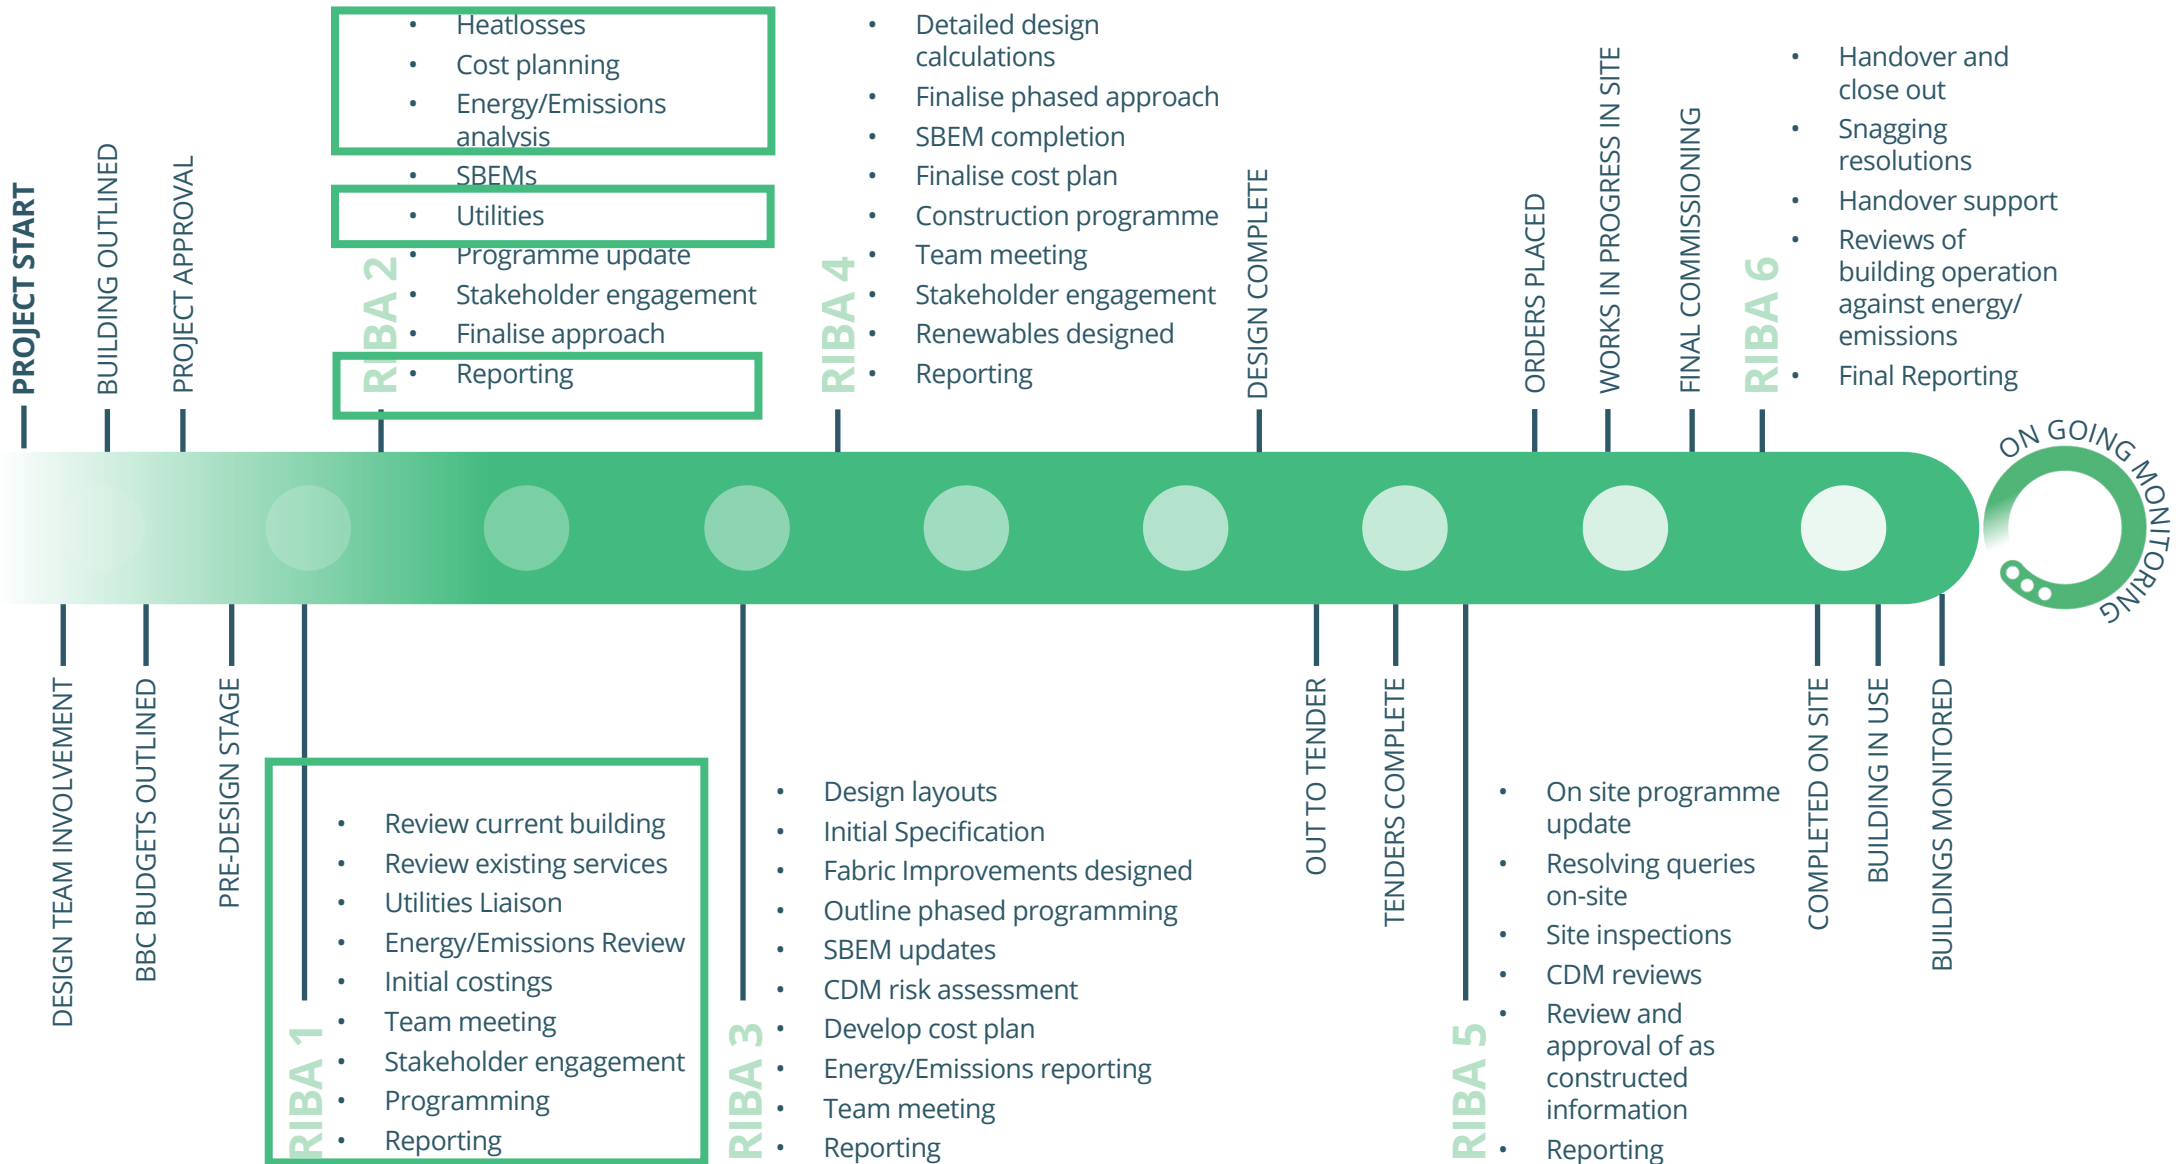 PROJECT START
BUILDING OUTLINED
PROJECT APPROVAL
RIBA 2
• Heatlosses
• Cost planning
• Energy/Emissions
analysis
• SBEMs
• Utilities
• Programme update
• Stakeholder engagement
• Finalise approach
• Reporting
RIBA 4
• Detailed design
calculations
• Finalise phased approach
• SBEM completion
• Finalise cost plan
• Construction programme
• Team meeting
• Stakeholder engagement
• Renewables designed
• Reporting
DESIGN COMPLETE
ORDERS PLACED
WORKS IN PROGRESS IN SITE
FINAL COMMISSIONING
RIBA 6
• Handover and
close out
• Snagging
resolutions
• Handover support
• Reviews of
building operation
against energy/
emissions
• Final Reporting
ON GOING MONITORING
DESIGN TEAM INVOLVEMENT
BBC BUDGETS OUTLINED
PRE-DESIGN STAGE
RIBA 1
• Review current building
• Review existing services
• Utilities Liaison
• Energy/Emissions Review
• Initial costings
• Team meeting
• Stakeholder engagement
• Programming
• Reporting
RIBA 3
• Design layouts
• Initial Specification
• Fabric Improvements designed
• Outline phased programming
• SBEM updates
• CDM risk assessment
• Develop cost plan
• Energy/Emissions reporting
• Team meeting
• Reporting
OUT TO TENDER
TENDERS COMPLETE
RIBA 5
• On site programme
update
• Resolving queries
on-site
• Site inspections
• CDM reviews
• Review and
approval of as
constructed
information
• Reporting
COMPLETED ON SITE
BUILDING IN USE
BUILDINGS MONITORED